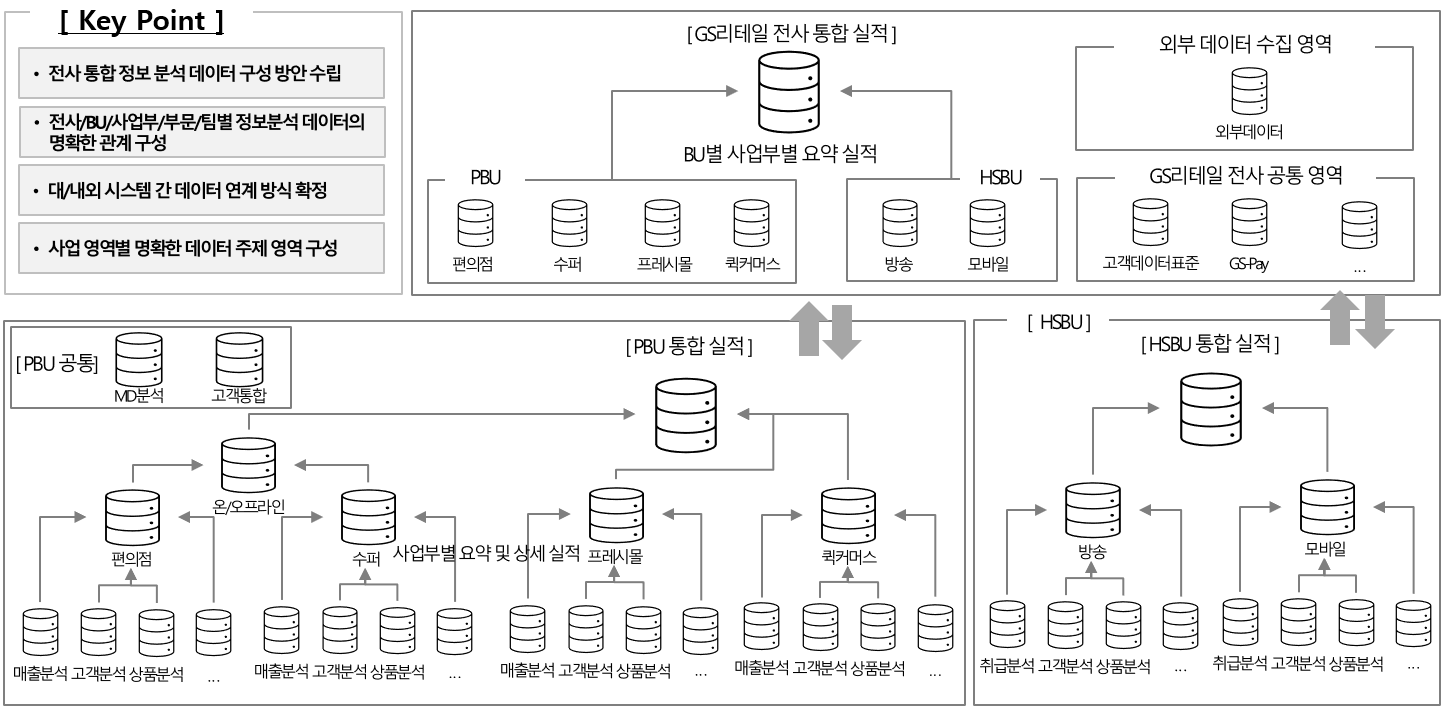 [ Key Point ]
• 전사 통합 정보 분석 데이터 구성 방안 수립
• 전사/BU/사업부/부문/팀별 정보분석 데이터의
명확한 관계 구성
• 대/내외 시스템 간 데이터 연계 방식 확정
• 사업 영역별 명확한 데이터 주제 영역 구성
[ GS리테일 전사 통합 실적 ]
BU별 사업부별 요약 실적
PBU
편의점 수퍼 프레시몰 퀵커머스
HSBU
방송 모바일
외부 데이터 수집 영역
외부데이터
GS리테일 전사 공통 영역
고객데이터표준 GS-Pay ...
[ PBU 공통]
MD분석 고객통합
[ PBU 통합 실적 ]
온/오프라인
편의점 수퍼 사업부별 요약 및 상세 실적 프레시몰 퀵커머스
매출분석 고객분석 상품분석 ... 매출분석 고객분석 상품분석 ... 매출분석 고객분석 상품분석 ... 매출분석 고객분석 상품분석 ...
[ HSBU ]
[ HSBU 통합 실적 ]
방송 모바일
취급분석 고객분석 상품분석 ... 취급분석 고객분석 상품분석 ...